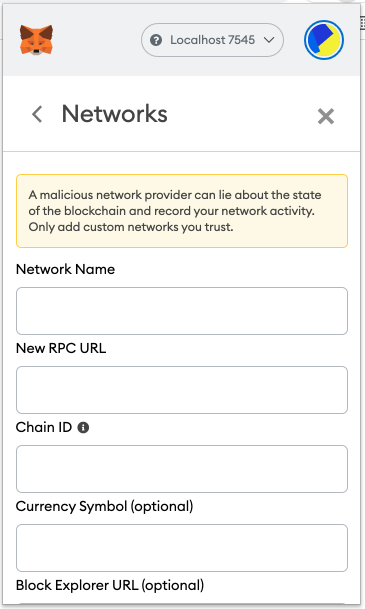 Localhost 7545
Networks
A malicious network provider can lie about the state
of the blockchain and record your network activity.
Only add custom networks you trust.
Network Name
New RPC URL
Chain ID
Currency Symbol (optional)
Block Explorer URL (optional)